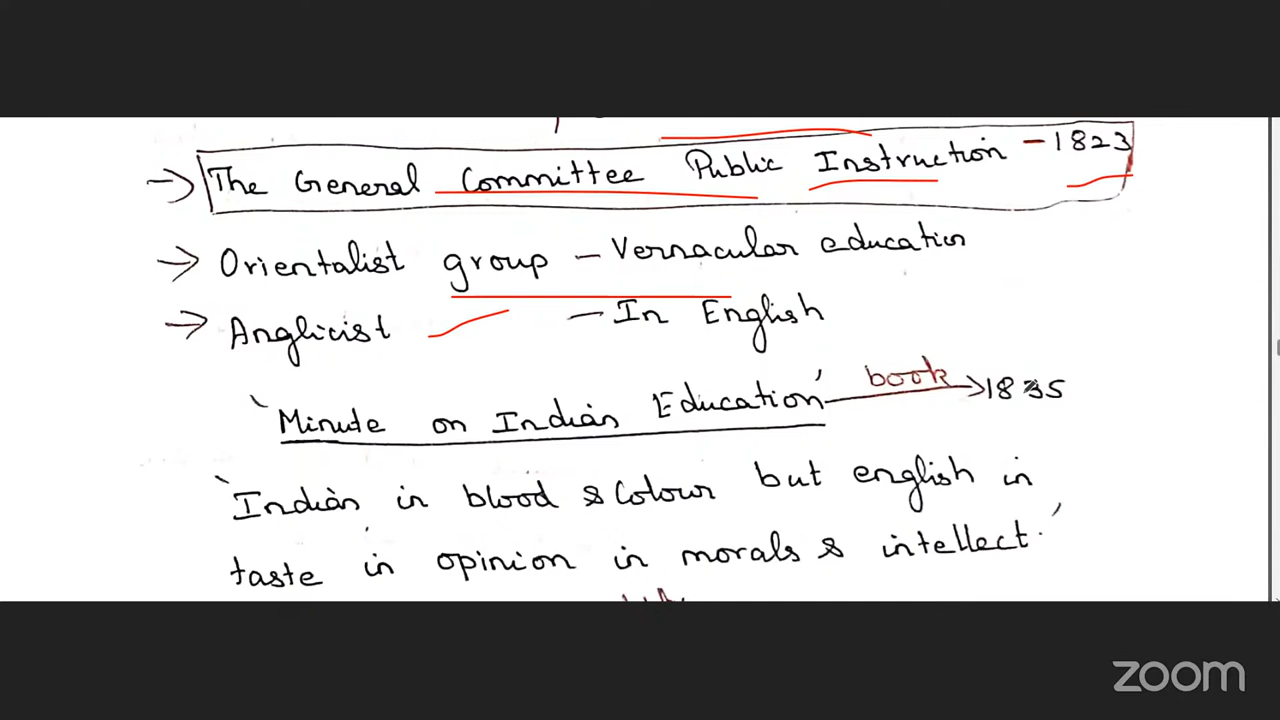 → The General Committee Public Instruction - 1823
→ Orientalist group - Vernacular education
→ Anglicist - In English
'Minute on Indian Education' book → 1835
'Indian in blood & Colour but english in
taste in opinion in morals & intellect.'
zoom